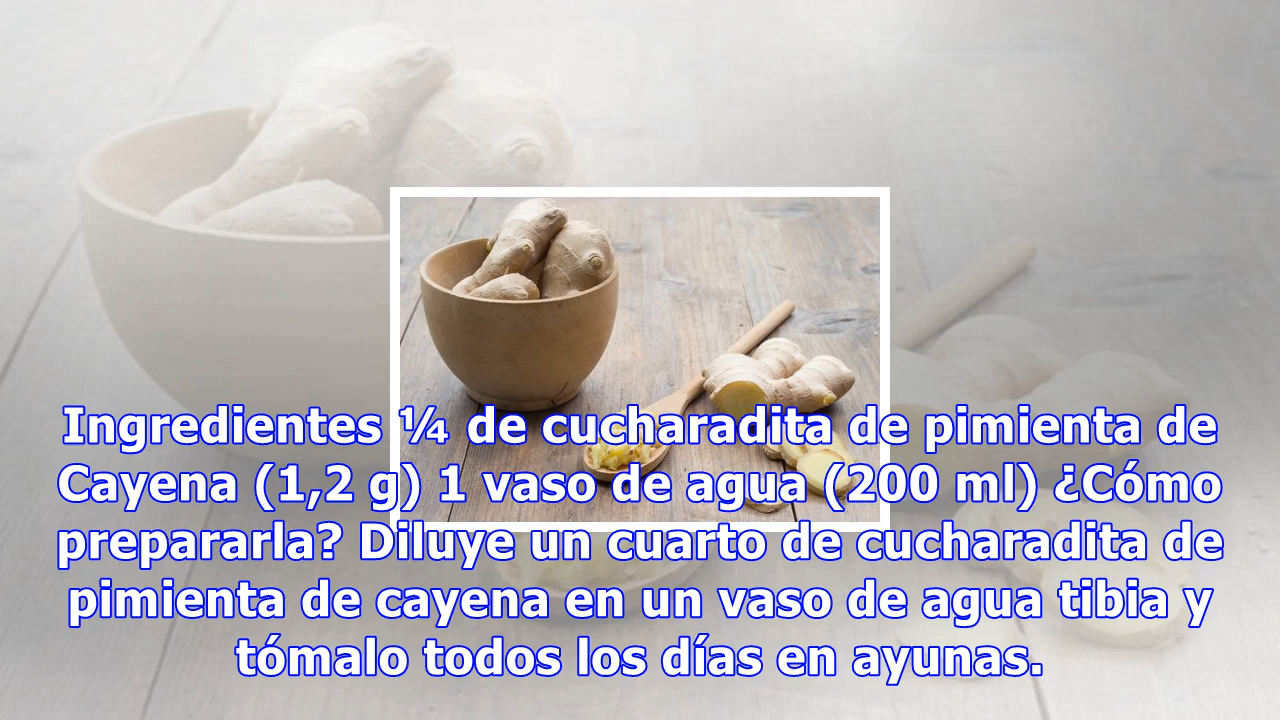 Ingredientes ¼ de cucharadita de pimienta de
Cayena (1,2 g) 1 vaso de agua (200 ml) ¿Cómo
prepararla? Diluye un cuarto de cucharadita de
pimienta de cayena en un vaso de agua tibia y
tómalo todos los días en ayunas.